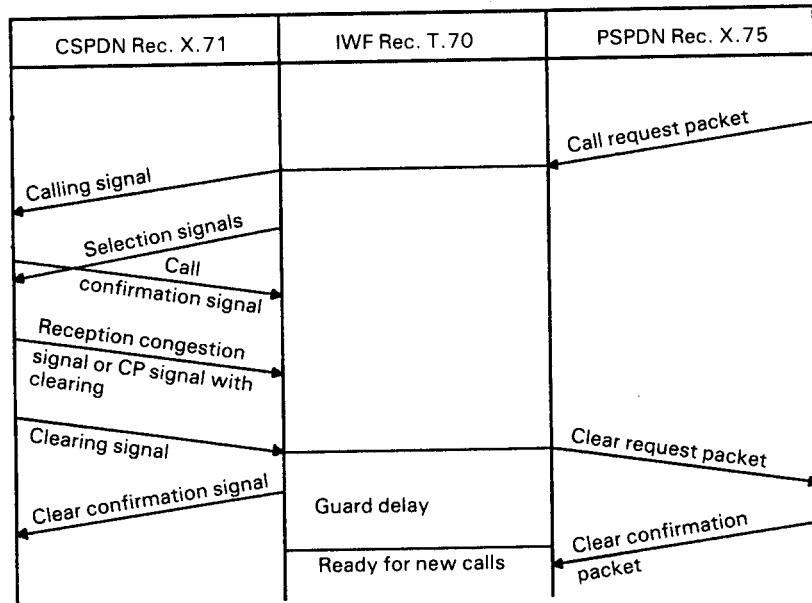 CSPDN Rec. X.71
IWF Rec. T.70
PSPDN Rec. X.75
Call request packet
Calling signal
Selection signals
Call
confirmation signal
Reception congestion
signal or CP signal with
clearing
Clearing signal
Clear request packet
Clear confirmation signal
Guard delay
Clear confirmation
packet
Ready for new calls